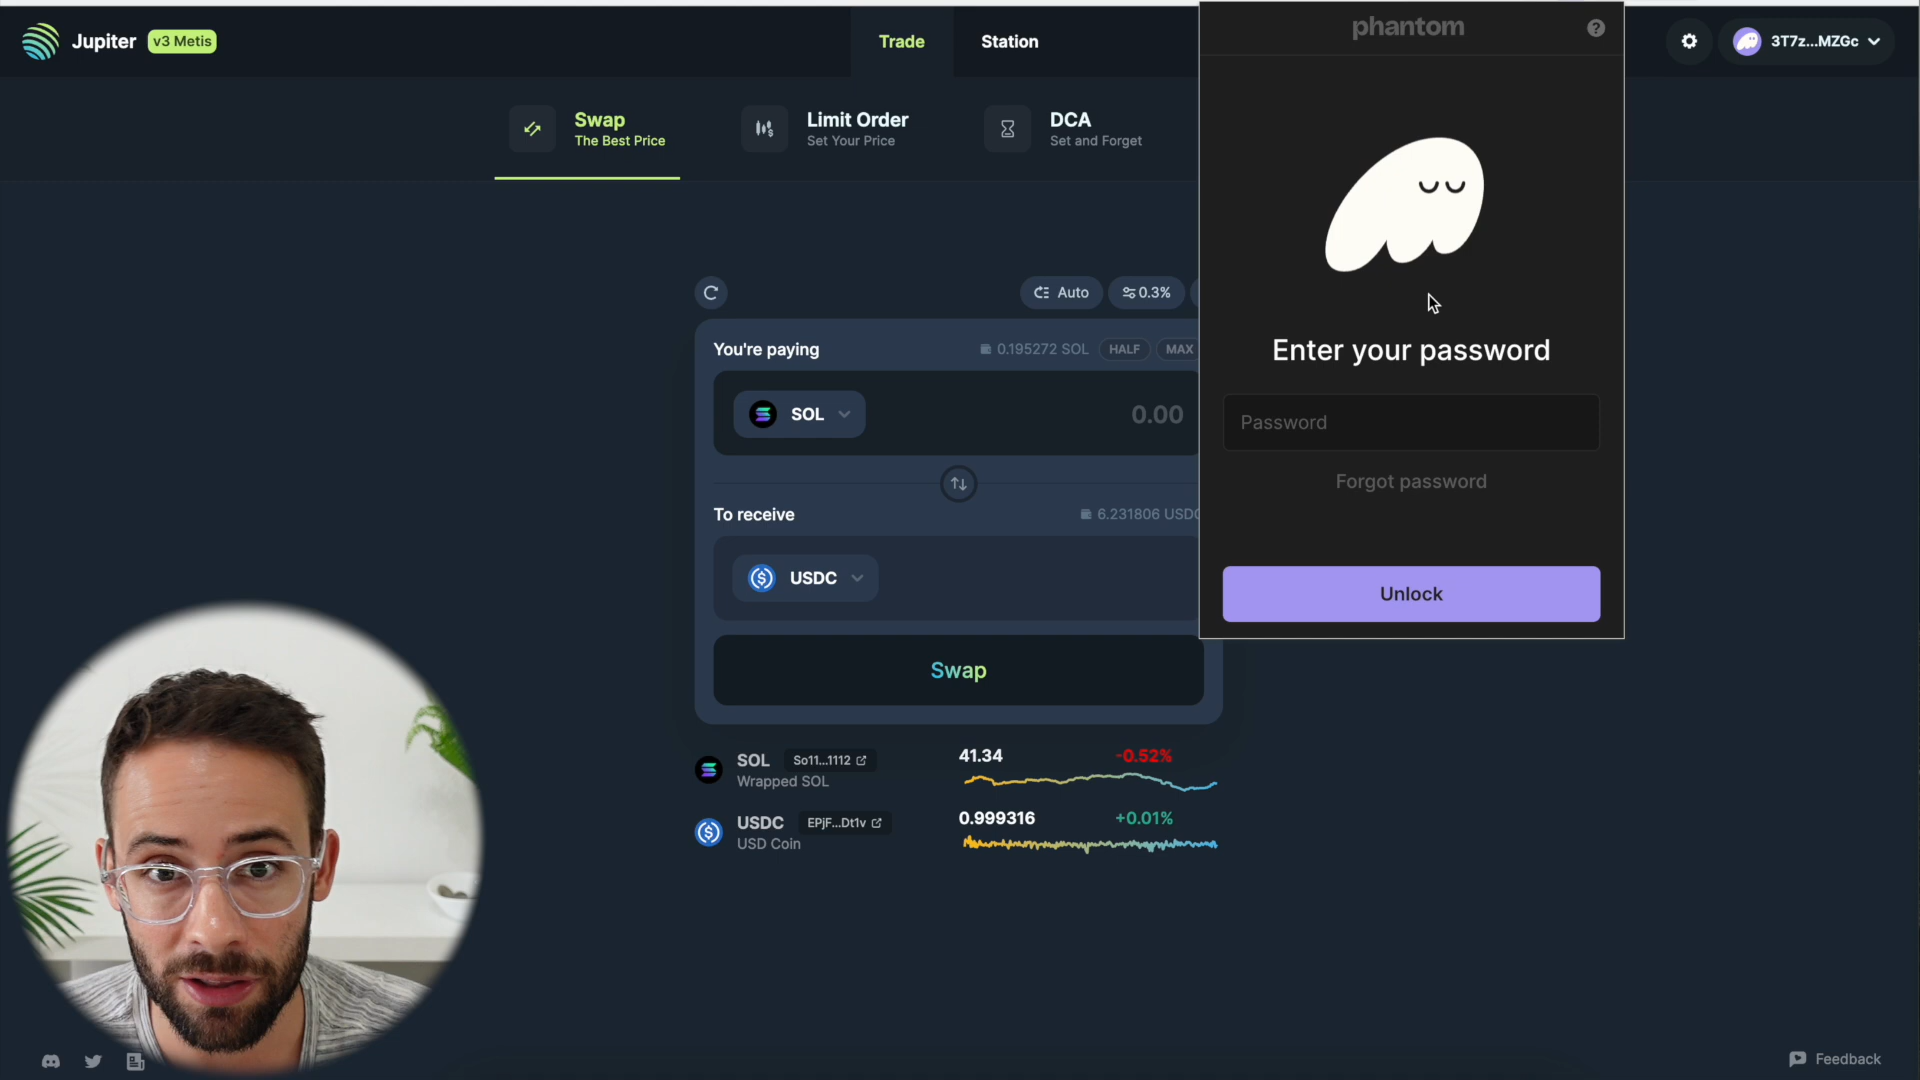 Jupiter v3 Metis
Trade
Station
3T7z...MZGc
Swap
The Best Price
Limit Order
Set Your Price
DCA
Set and Forget
Auto
0.3%
You're paying
0.195272 SOL
HALF
MAX
SOL
0.00
To receive
6.231806 USDC
USDC
Swap
SOL
So11...1112
Wrapped SOL
41.34
-0.52%
USDC
EPjF...Dt1v
USD Coin
0.999316
+0.01%
phantom
Enter your password
Password
Forgot password
Unlock
Feedback